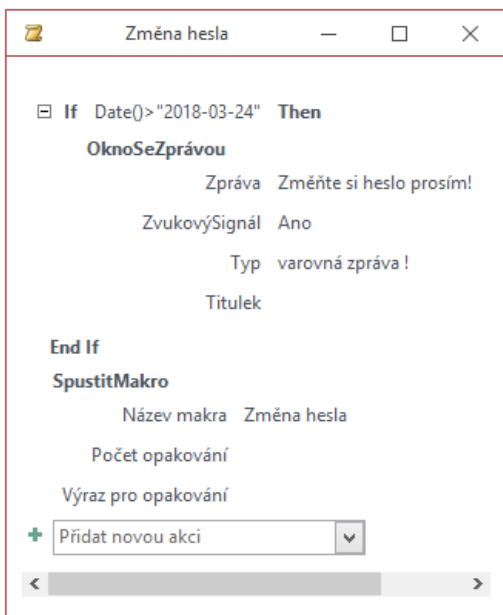 Změna hesla
If Date()>"2018-03-24" Then
OknoSeZprávou
Zpráva Změňte si heslo prosím!
ZvukovýSignál Ano
Typ varovná zpráva !
Titulek
End If
SpustitMakro
Název makra Změna hesla
Počet opakování
Výraz pro opakování
Přidat novou akci